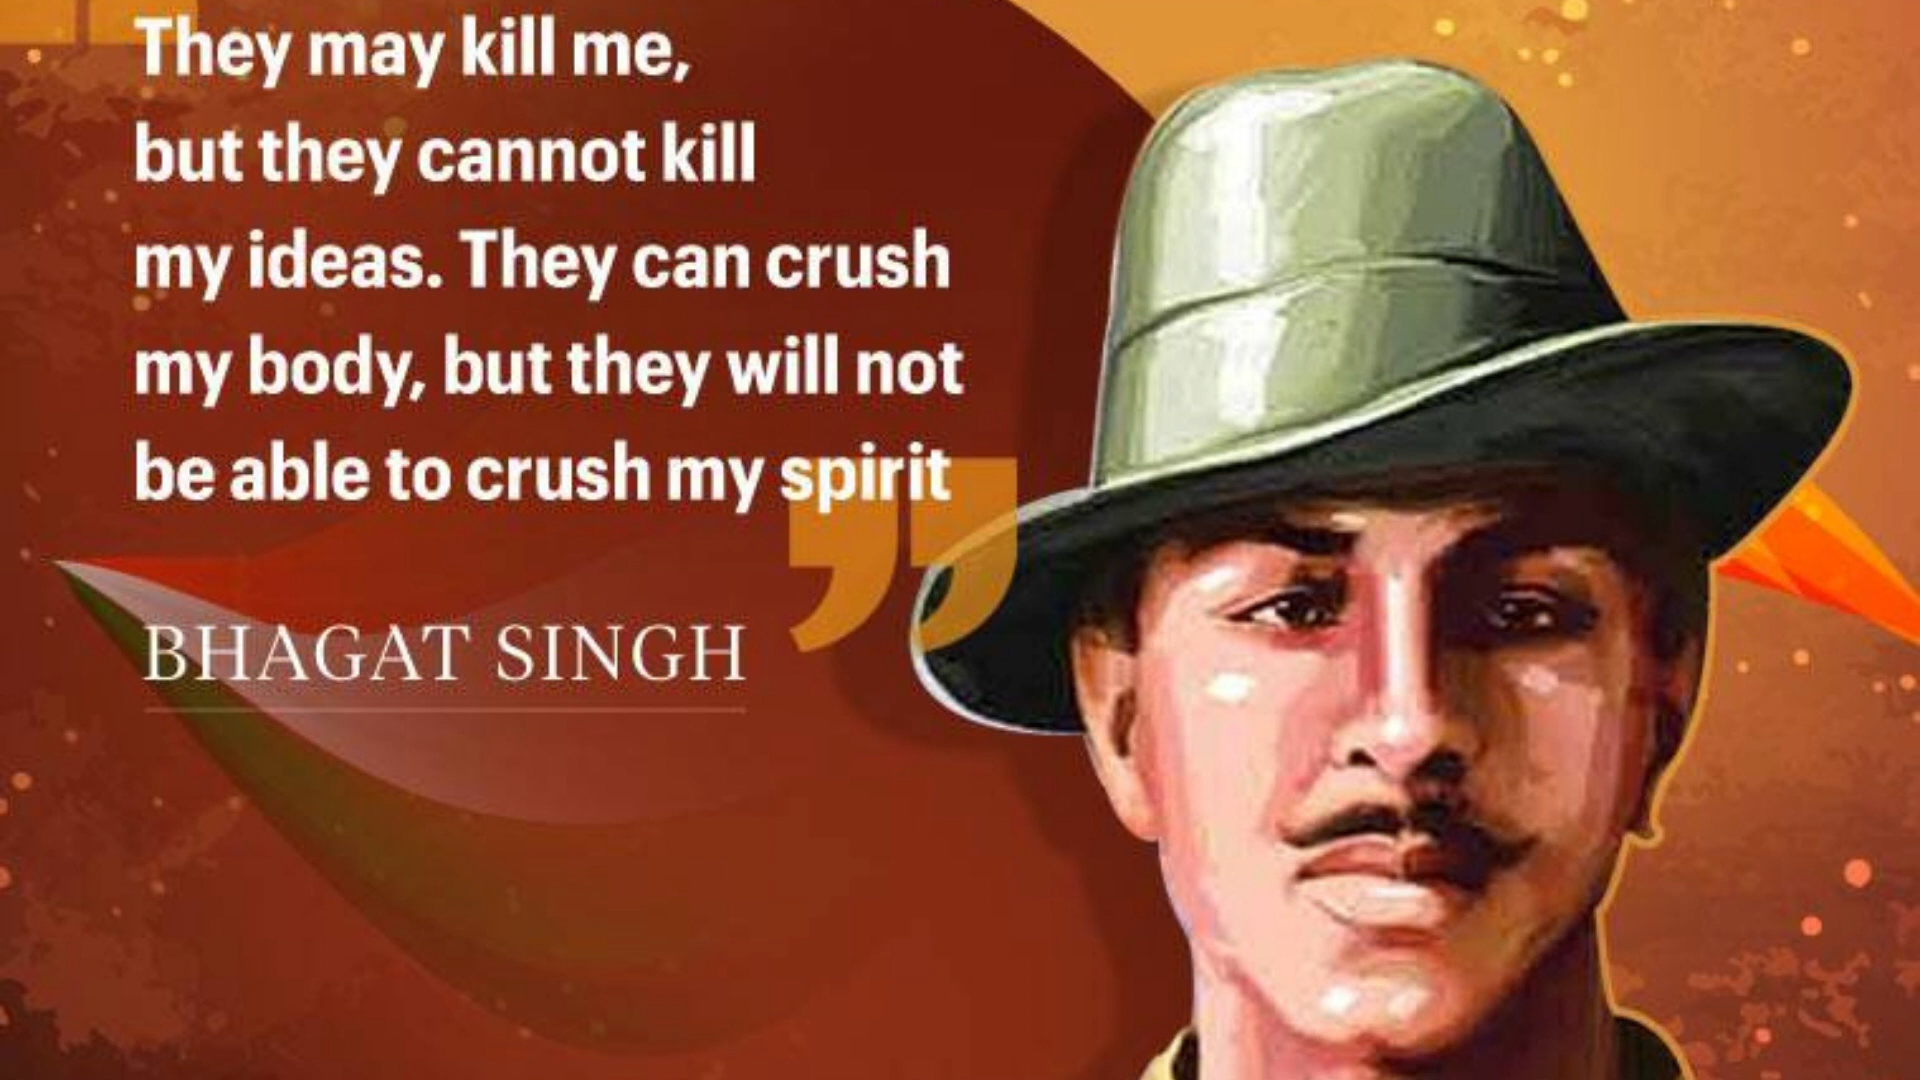 They may kill me,
but they cannot kill
my ideas. They can crush
my body, but they will not
be able to crush my spirit
”
BHAGAT SINGH